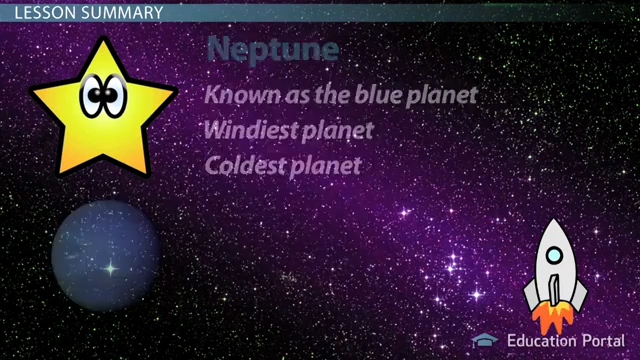 LESSON SUMMARY
Neptune
Known as the blue planet
Windiest planet
Coldest planet
Education Portal